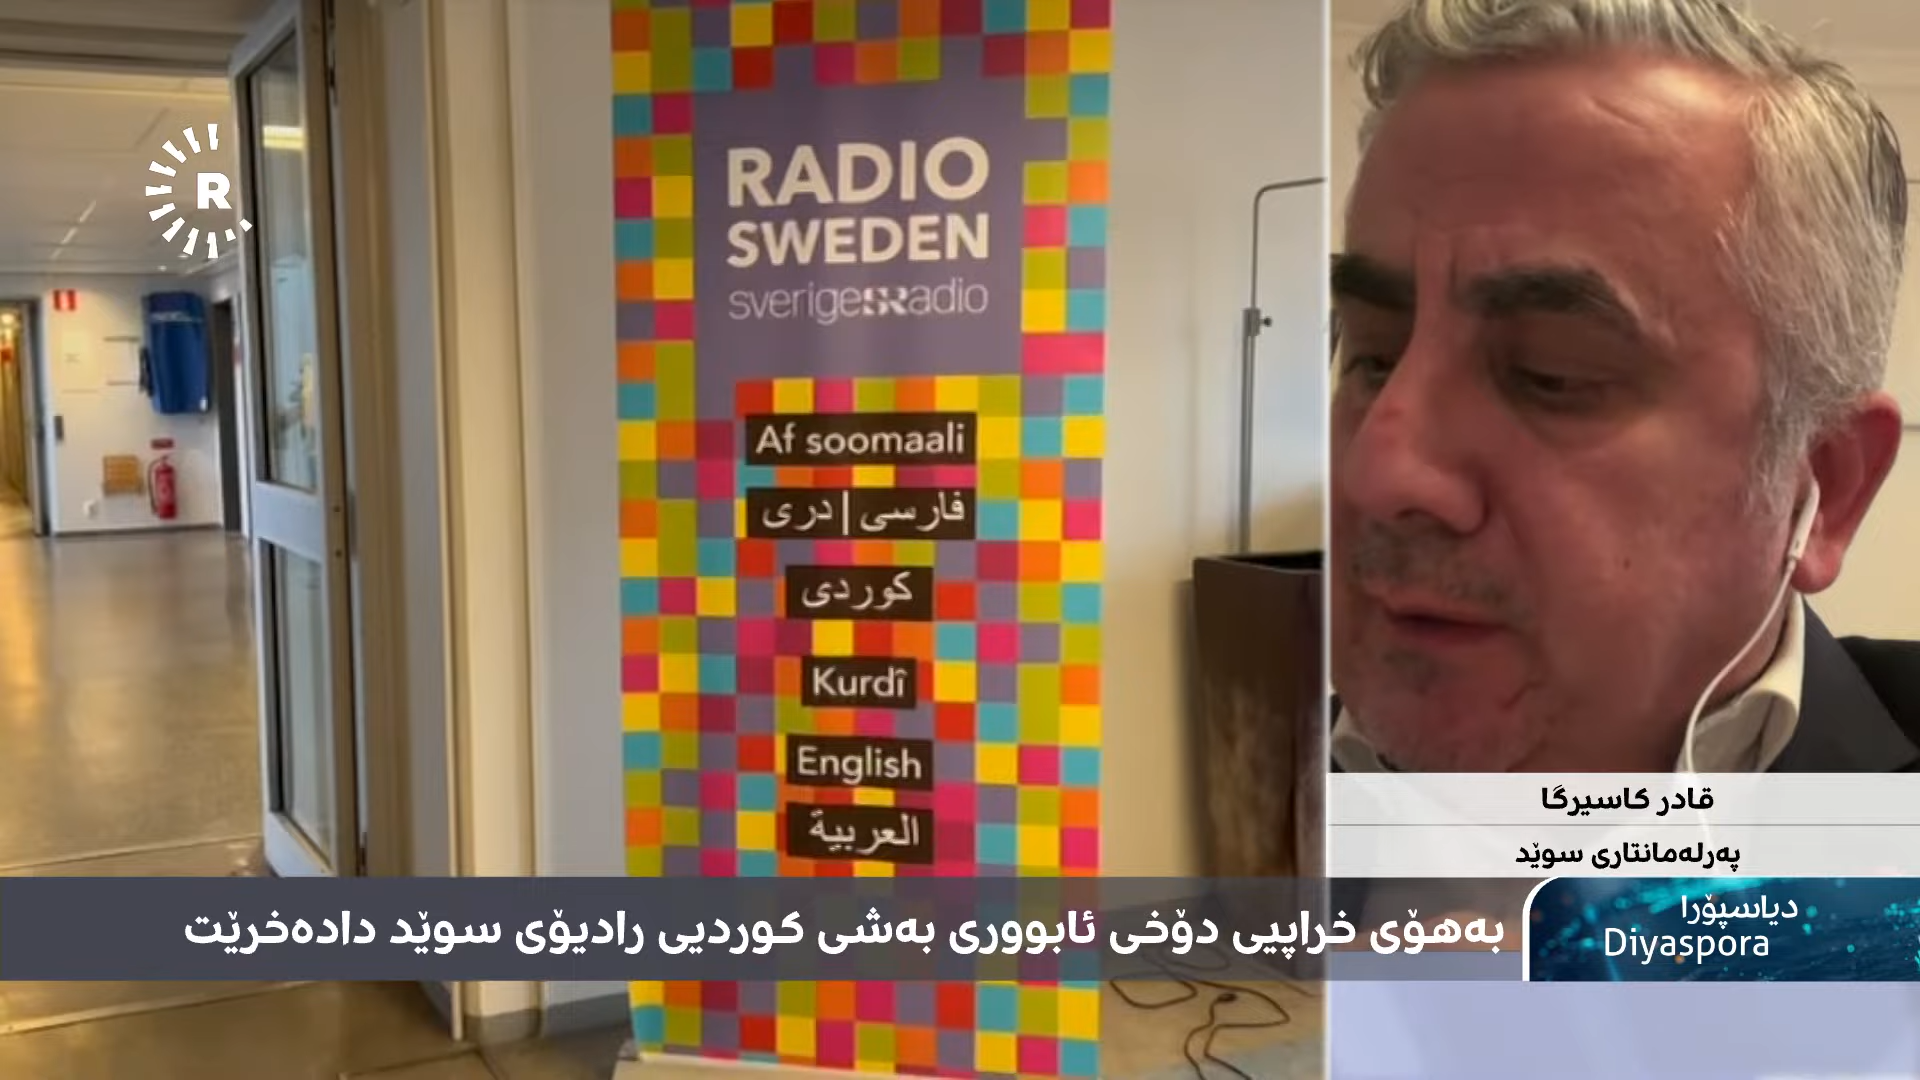 R
RADIO
SWEDEN
sverigesRadio
Af soomaali
فارسی | دری
کوردی
Kurdî
English
العربية
قادر کاسیرگا
پەرلەمانتاری سوێد
بەهۆی خراپیی دۆخی ئابووری بەشی کوردیی رادیۆی سوێد دادەخرێت
دیاسپۆرا
Diyaspora